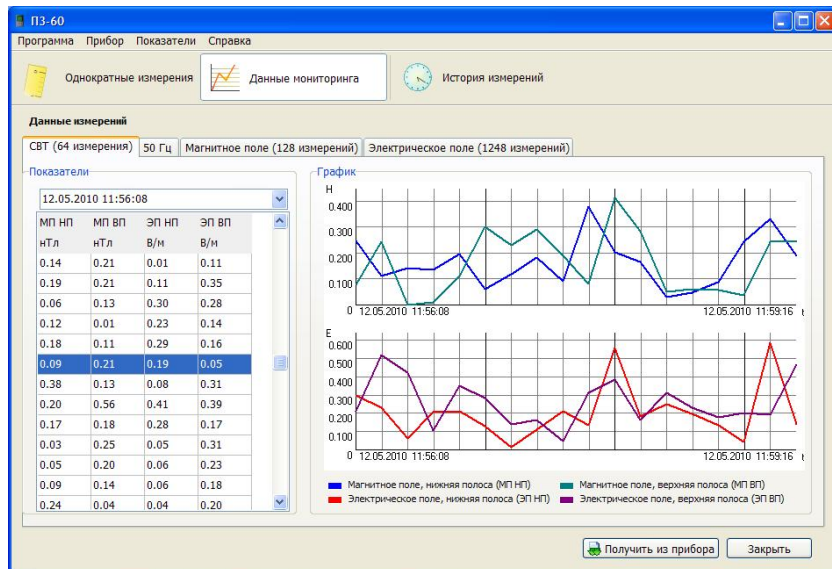 ПЗ-60
Программа Прибор Показатели Справка
Однократные измерения Данные мониторинга История измерений
Данные измерений
СВТ (64 измерения) 50 Гц Магнитное поле (128 измерений) Электрическое поле (1248 измерений)
Показатели
12.05.2010 11:56:08
МП НП МП ВП ЭП НП ЭП ВП
нТл нТл В/м В/м
0.14 0.21 0.01 0.11
0.19 0.21 0.11 0.35
0.06 0.13 0.30 0.28
0.12 0.01 0.23 0.14
0.18 0.11 0.29 0.16
0.09 0.21 0.19 0.05
0.38 0.13 0.08 0.31
0.20 0.56 0.41 0.39
0.17 0.18 0.28 0.17
0.03 0.25 0.05 0.31
0.05 0.20 0.06 0.23
0.09 0.14 0.06 0.18
0.24 0.04 0.04 0.20
График
H
0.400
0.300
0.200
0.100
0 12.05.2010 11:56:08 12.05.2010 11:59:16 t
E
0.600
0.500
0.400
0.300
0.200
0.100
0 12.05.2010 11:56:08 12.05.2010 11:59:16 t
Магнитное поле, нижняя полоса (МП НП) Магнитное поле, верхняя полоса (МП ВП)
Электрическое поле, нижняя полоса (ЭП НП) Электрическое поле, верхняя полоса (ЭП ВП)
Получить из прибора Закрыть